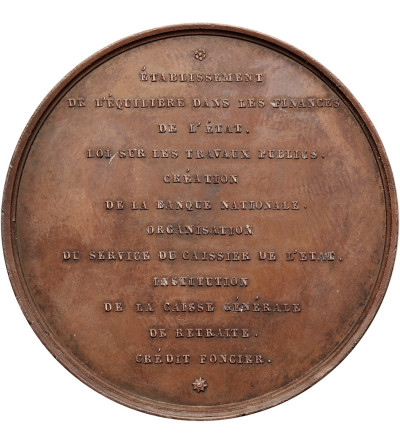 ÉTABLISSEMENT
DE L'ÉQUILIBRE DANS LES FINANCES
DE L'ÉTAT.
LOI SUR LES TRAVAUX PUBLICS.
CRÉATION
DE LA BANQUE NATIONALE.
ORGANISATION
DU SERVICE DU CAISSIER DE L'ETAT.
INSTITUTION
DE LA CAISSE GÉNÉRALE
DE RETRAITE.
CRÉDIT FONCIER.